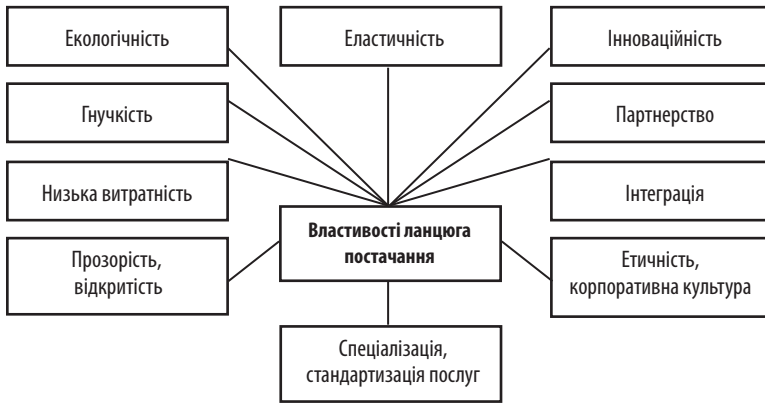 Екологічність
Еластичність
Інноваційність
Гнучкість
Партнерство
Низька витратність
Інтеграція
Властивості ланцюга
постачання
Прозорість,
відкритість
Етичність,
корпоративна культура
Спеціалізація,
стандартизація послуг